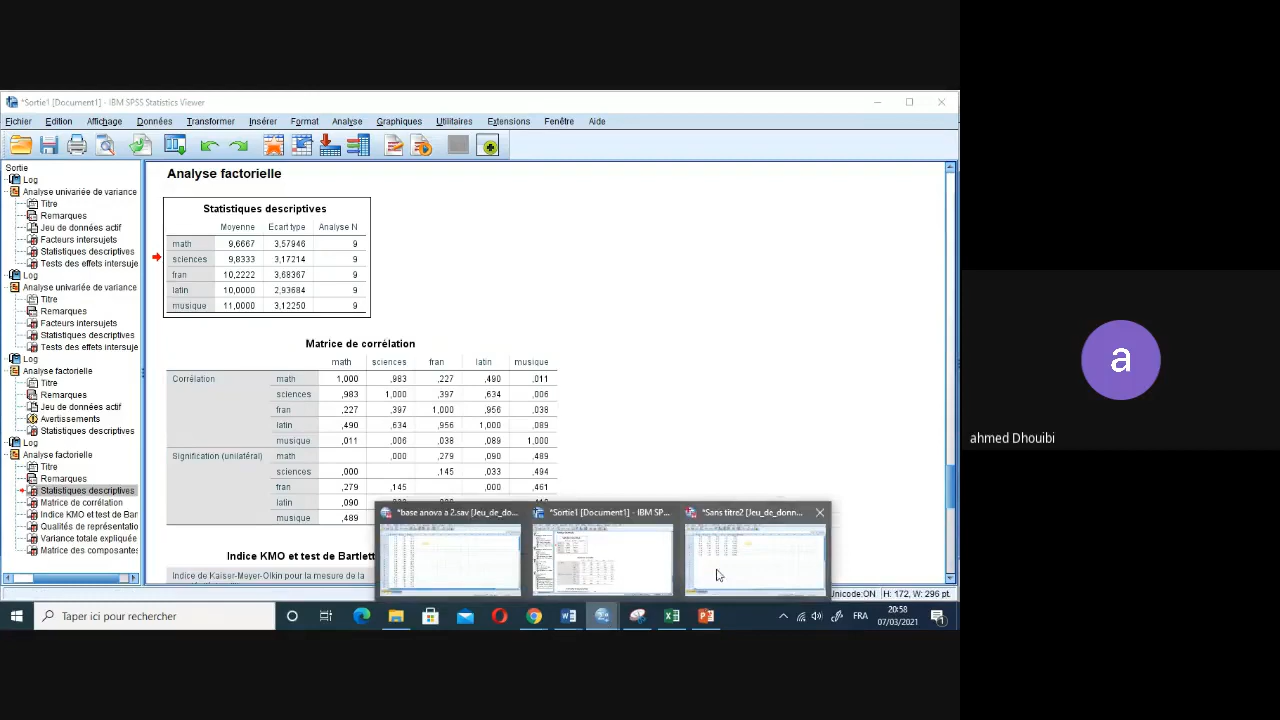 *Sortie1 [Document1] - IBM SPSS Statistics Viewer
Fichier Edition Affichage Données Transformer Insérer Format Analyse Graphiques Utilitaires Extensions Fenêtre Aide
Sortie
Log
Analyse univariée de variance
Titre
Remarques
Jeu de données actif
Facteurs intersujets
Statistiques descriptives
Tests des effets intersuje
Log
Analyse univariée de variance
Titre
Remarques
Facteurs intersujets
Statistiques descriptives
Tests des effets intersuje
Log
Analyse factorielle
Titre
Remarques
Jeu de données actif
Avertissements
Statistiques descriptives
Log
Analyse factorielle
Titre
Remarques
Statistiques descriptives
Matrice de corrélation
Indice KMO et test de Bart
Qualités de représentatio
Variance totale expliquée
Matrice des composantes
Analyse factorielle
Statistiques descriptives
Moyenne Ecart type Analyse N
math 9,6667 3,57946 9
sciences 9,8333 3,17214 9
fran 10,2222 3,68367 9
latin 10,0000 2,93684 9
musique 11,0000 3,12250 9
Matrice de corrélation
math sciences fran latin musique
Corrélation math 1,000 ,983 ,227 ,490 ,011
sciences ,983 1,000 ,397 ,634 ,006
fran ,227 ,397 1,000 ,956 ,038
latin ,490 ,634 ,956 1,000 ,089
musique ,011 ,006 ,038 ,089 1,000
Signification (unilatéral) math ,000 ,279 ,090 ,489
sciences ,000 ,145 ,033 ,494
fran ,279 ,145 ,000 ,461
latin ,090
musique ,489
Indice KMO et test de Bartlett
Indice de Kaiser-Meyer-Olkin pour la mesure de la
*base anova a 2.sav [Jeu_de_do...
*Sortie1 [Document1] - IBM SP...
*Sans titre2 [Jeu_de_donn...
Unicode:ON H: 172, W: 296 pt.
Taper ici pour rechercher
FRA
20:58
07/03/2021
1
a
ahmed Dhouibi